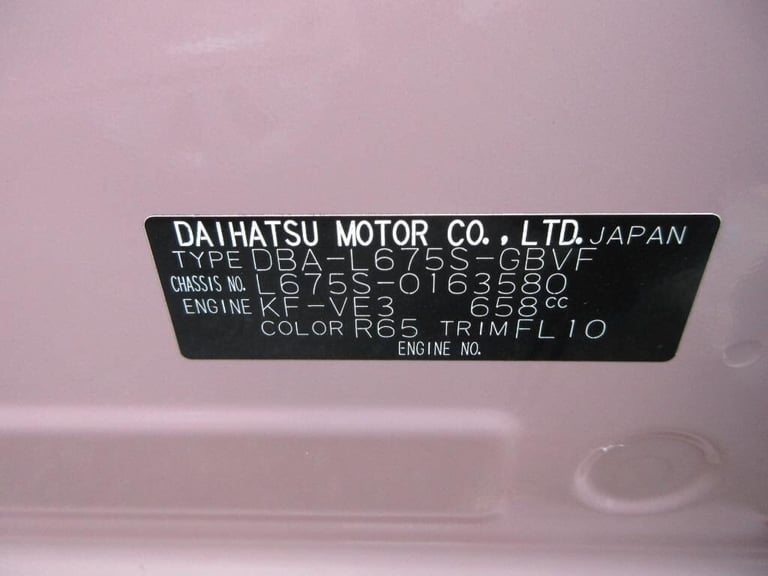 DAIHATSU MOTOR CO.,LTD. JAPAN
TYPE DBA-L675S-GBVF
CHASSIS NO. L675S-0163580
ENGINE KF-VE3 658cc
COLOR R65 TRIM FL10
ENGINE NO.